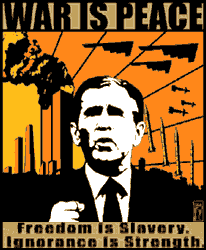 WAR IS PEACE
Freedom is Slavery.
Ignorance is Strength